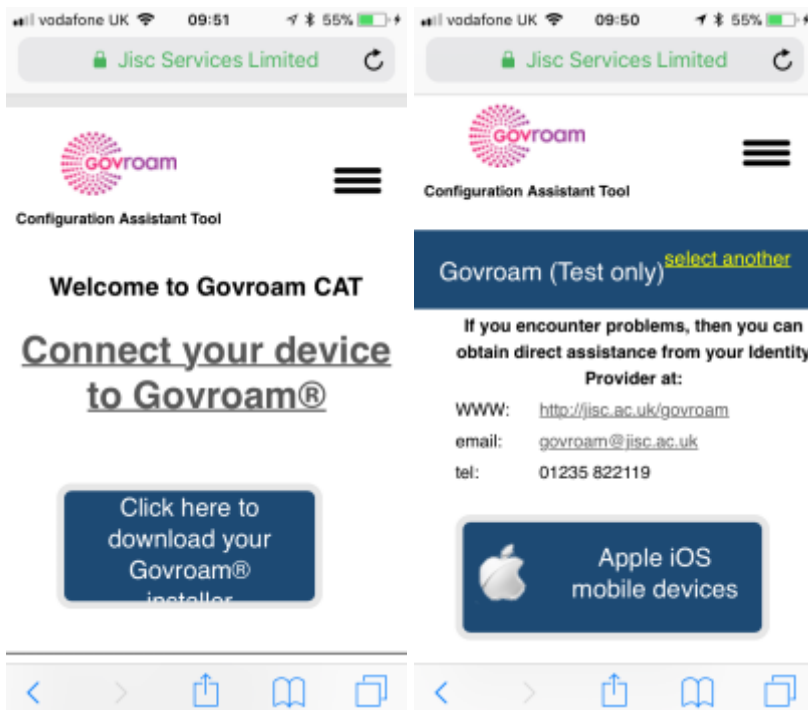 vodafone UK 09:51 55%
Jisc Services Limited
GOVroam
Configuration Assistant Tool
Welcome to Govroam CAT
Connect your device
to Govroam®
Click here to
download your
Govroam®
installer
vodafone UK 09:50 55%
Jisc Services Limited
GOVroam
Configuration Assistant Tool
Govroam (Test only) select another
If you encounter problems, then you can
obtain direct assistance from your Identity
Provider at:
WWW: http://jisc.ac.uk/govroam
email: govroam@jisc.ac.uk
tel: 01235 822119
Apple iOS
mobile devices